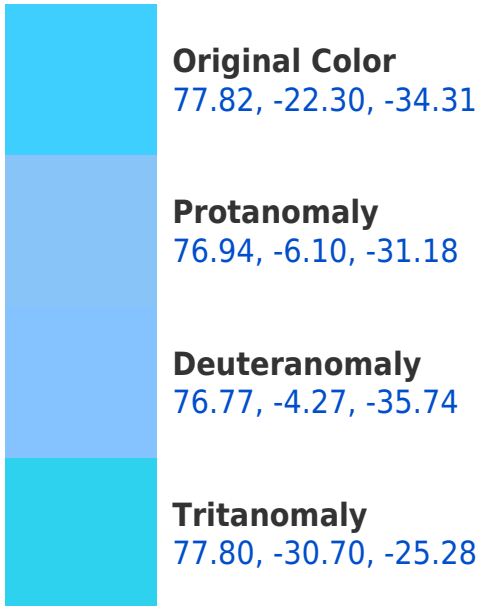 Original Color
77.82, -22.30, -34.31
Protanomaly
76.94, -6.10, -31.18
Deuteranomaly
76.77, -4.27, -35.74
Tritanomaly
77.80, -30.70, -25.28